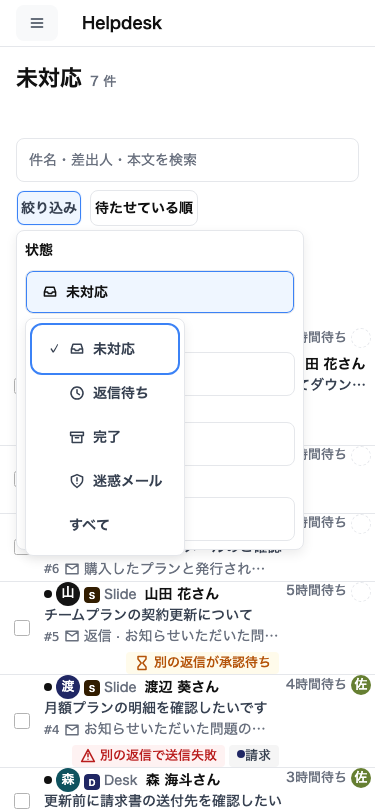 Helpdesk
未対応 7 件
件名・差出人・本文を検索
絞り込み
待たせている順
状態
未対応
✓ 未対応
返信待ち
完了
迷惑メール
すべて
時間待ち
田 花さん
てダウン…
時間待ち
時間待ち
#6 購入したプランと発行され…
山 S Slide 山田 花さん 5時間待ち
チームプランの契約更新について
#5 返信 · お知らせいただいた問…
別の返信が承認待ち
渡 S Slide 渡辺 葵さん 4時間待ち 佐
月額プランの明細を確認したいです
#4 お知らせいただいた問題の…
別の返信で送信失敗 請求
森 D Desk 森 海斗さん 3時間待ち 佐
更新前に請求書の送付先を確認したい